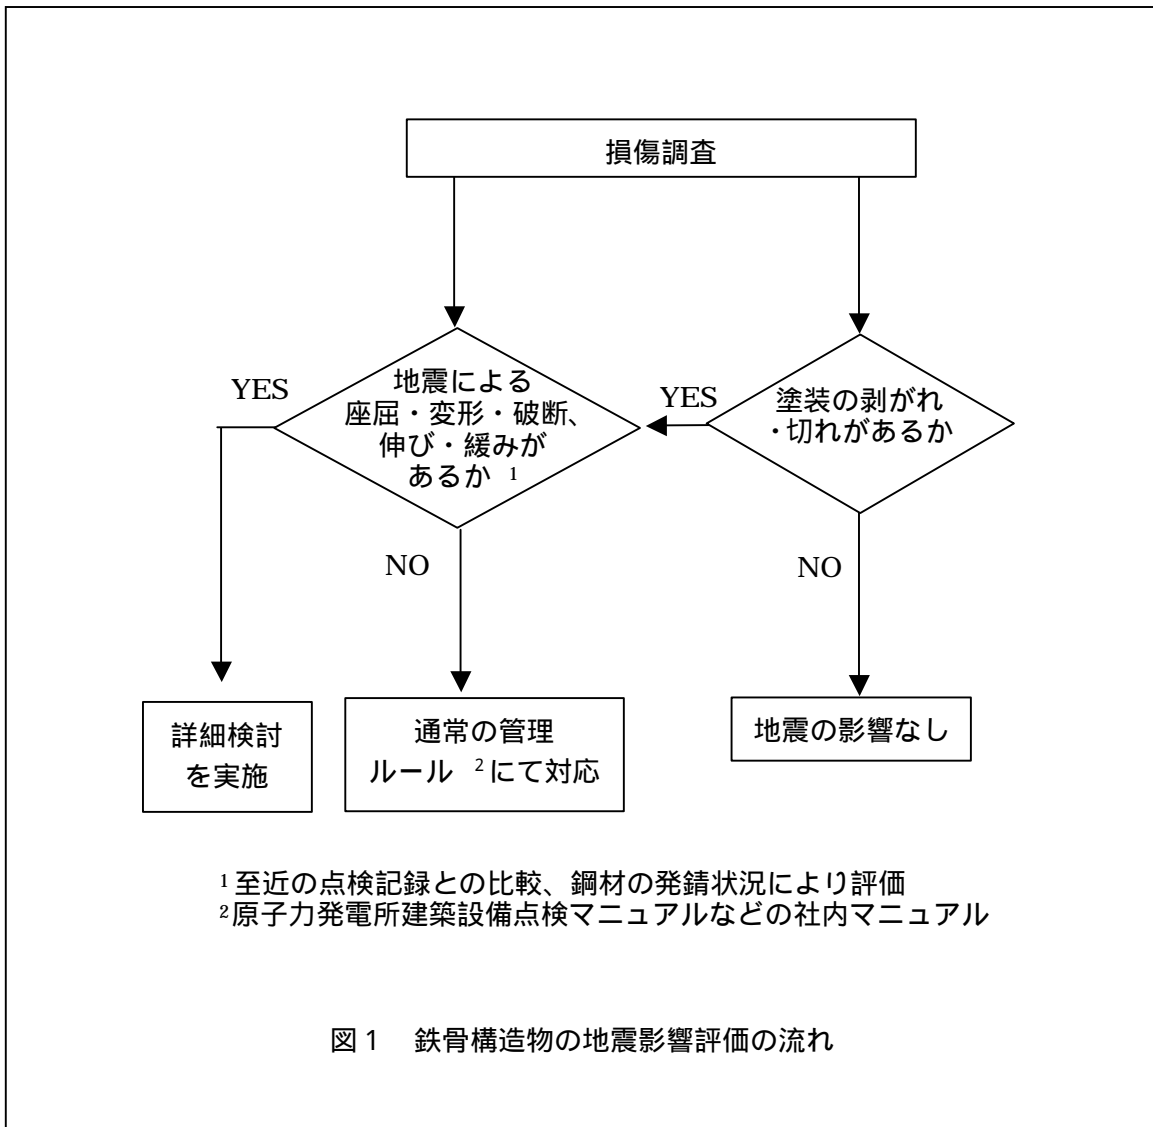 損傷調査
地震による
座屈・変形・破断、
伸び・緩みが
あるか 1
YES
YES
塗装の剥がれ
・切れがあるか
NO
NO
詳細検討
を実施
通常の管理
ルール 2にて対応
地震の影響なし
1 至近の点検記録との比較、鋼材の発錆状況により評価
2原子力発電所建築設備点検マニュアルなどの社内マニュアル
図1 鉄骨構造物の地震影響評価の流れ